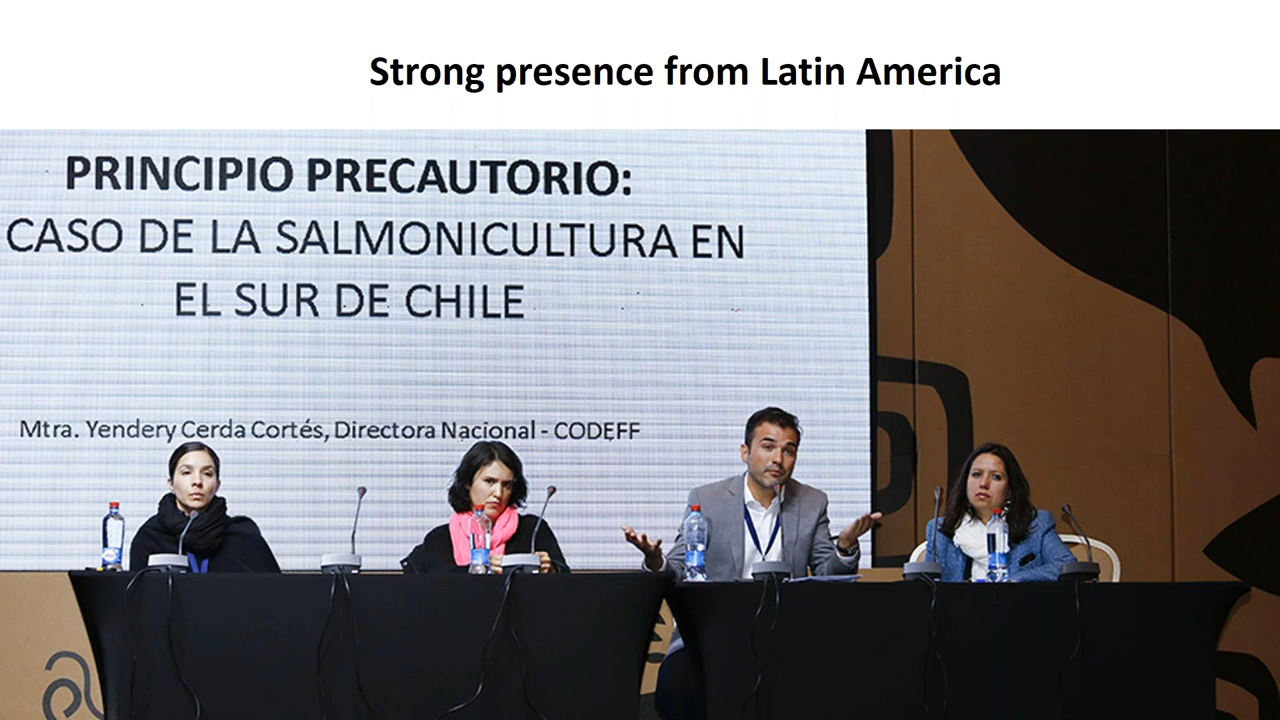 Strong presence from Latin America
PRINCIPIO PRECAUTORIO:
CASO DE LA SALMONICULTURA EN
EL SUR DE CHILE
Mtra. Yendery Cerda Cortés, Directora Nacional - CODEFF